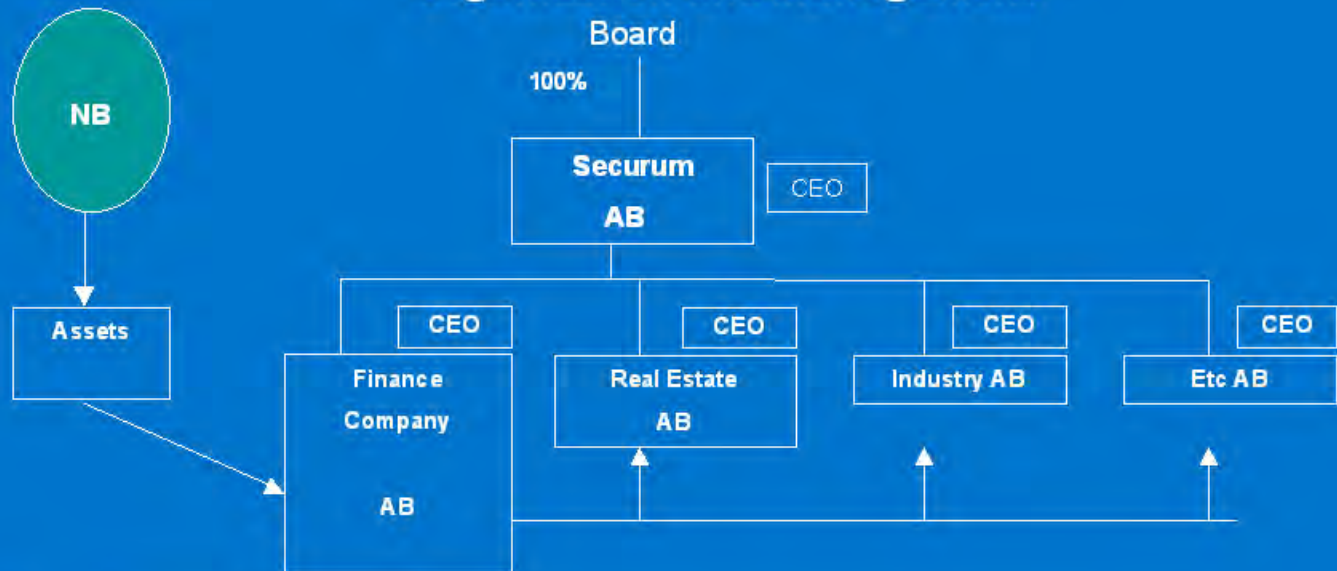 Board
100%
NB
Securum
AB
CEO
Assets
CEO
CEO
CEO
CEO
Finance
Company
AB
Real Estate
AB
Industry AB
Etc AB